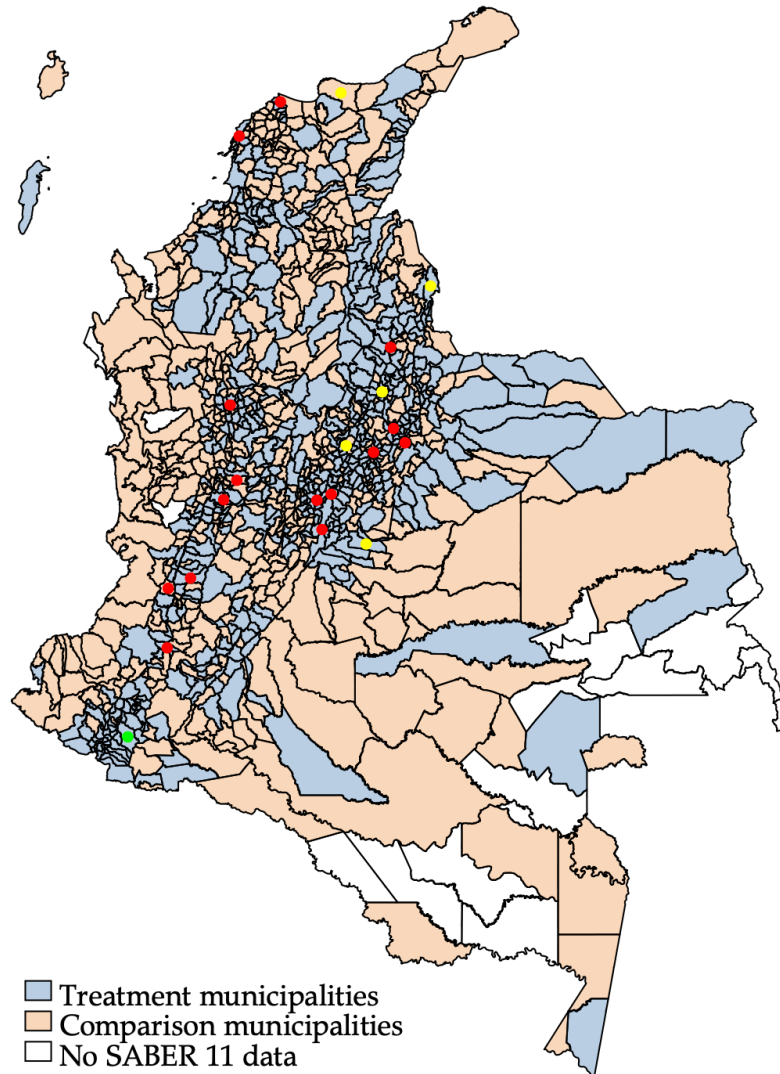 Treatment municipalities
Comparison municipalities
No SABER 11 data